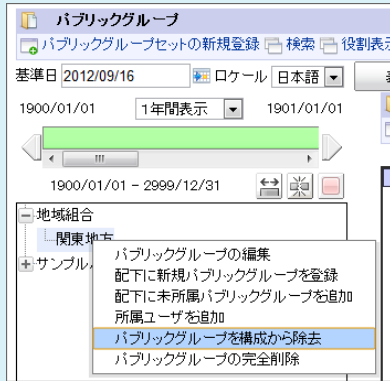 パブリックグループ
パブリックグループセットの新規登録 検索 役割表示
基準日 2012/09/16 ロケール 日本語
1900/01/01 1年間表示 1901/01/01
1900/01/01 - 2999/12/31
地域組合
関東地方
サンプル
パブリックグループの編集
配下に新規パブリックグループを登録
配下に未所属パブリックグループを追加
所属ユーザを追加
パブリックグループを構成から除去
パブリックグループの完全削除